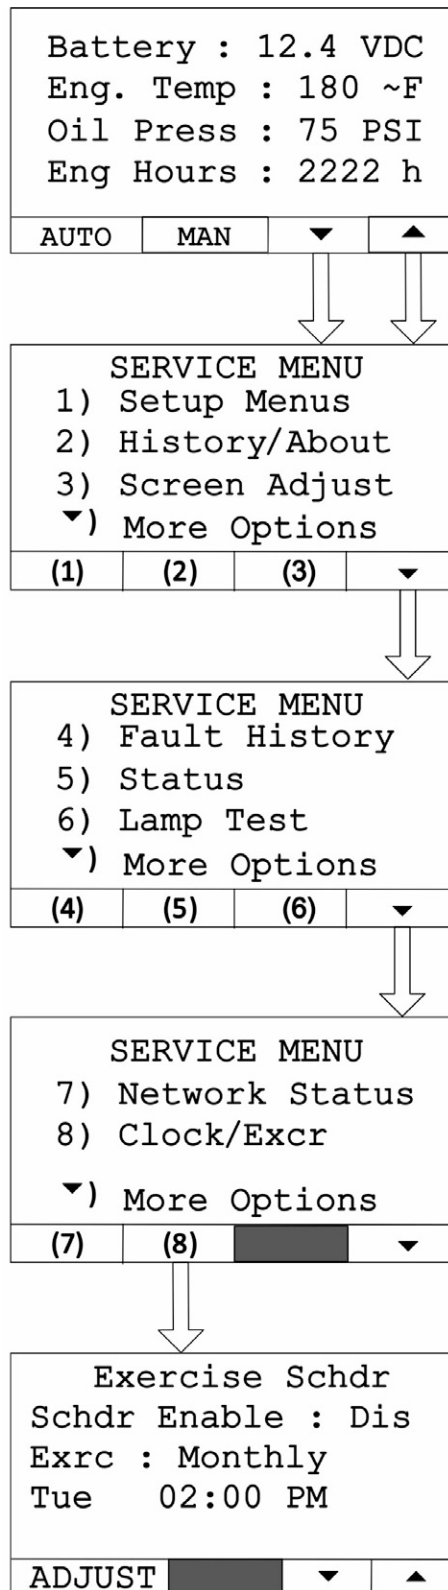 Battery : 12.4 VDC
Eng. Temp : 180 ~F
Oil Press : 75 PSI
Eng Hours : 2222 h
AUTO MAN ▼ ▲
SERVICE MENU
1) Setup Menus
2) History/About
3) Screen Adjust
▼) More Options
(1) (2) (3) ▼
SERVICE MENU
4) Fault History
5) Status
6) Lamp Test
▼) More Options
(4) (5) (6) ▼
SERVICE MENU
7) Network Status
8) Clock/Excr
▼) More Options
(7) (8) ▼
Exercise Schdr
Schdr Enable : Dis
Exrc : Monthly
Tue 02:00 PM
ADJUST ▼ ▲